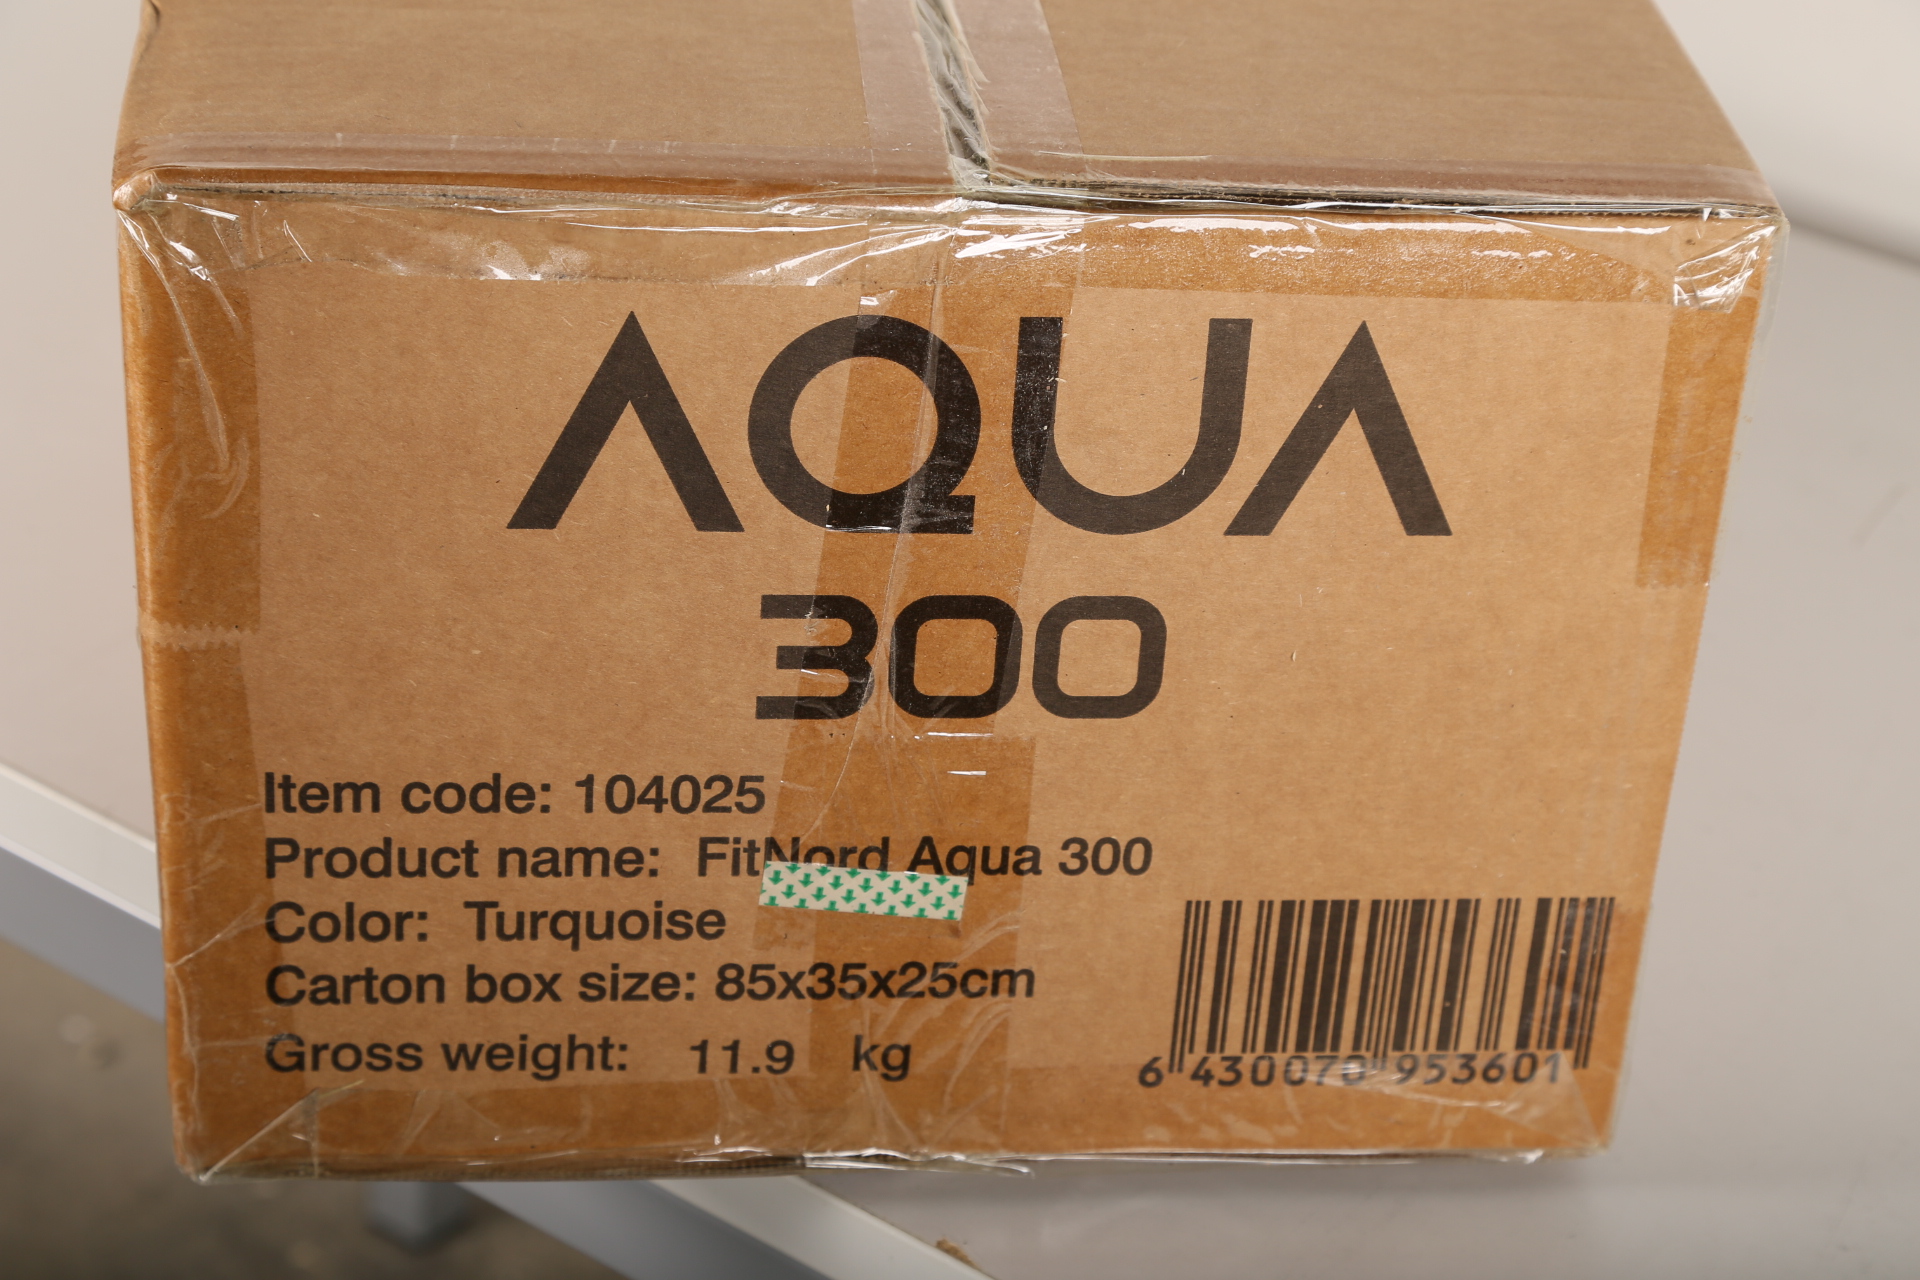 AQUA
300
Item code: 104025
Product name: FitNord Aqua 300
Color: Turquoise
Carton box size: 85x35x25cm
Gross weight: 11.9 kg
6 430070 953601